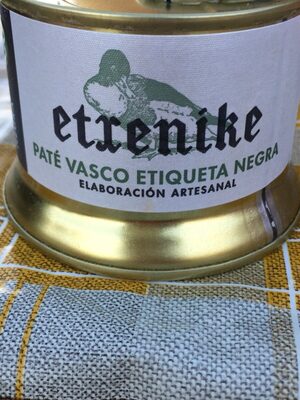 etxenike
PATÉ VASCO ETIQUETA NEGRA
ELABORACIÓN ARTESANAL